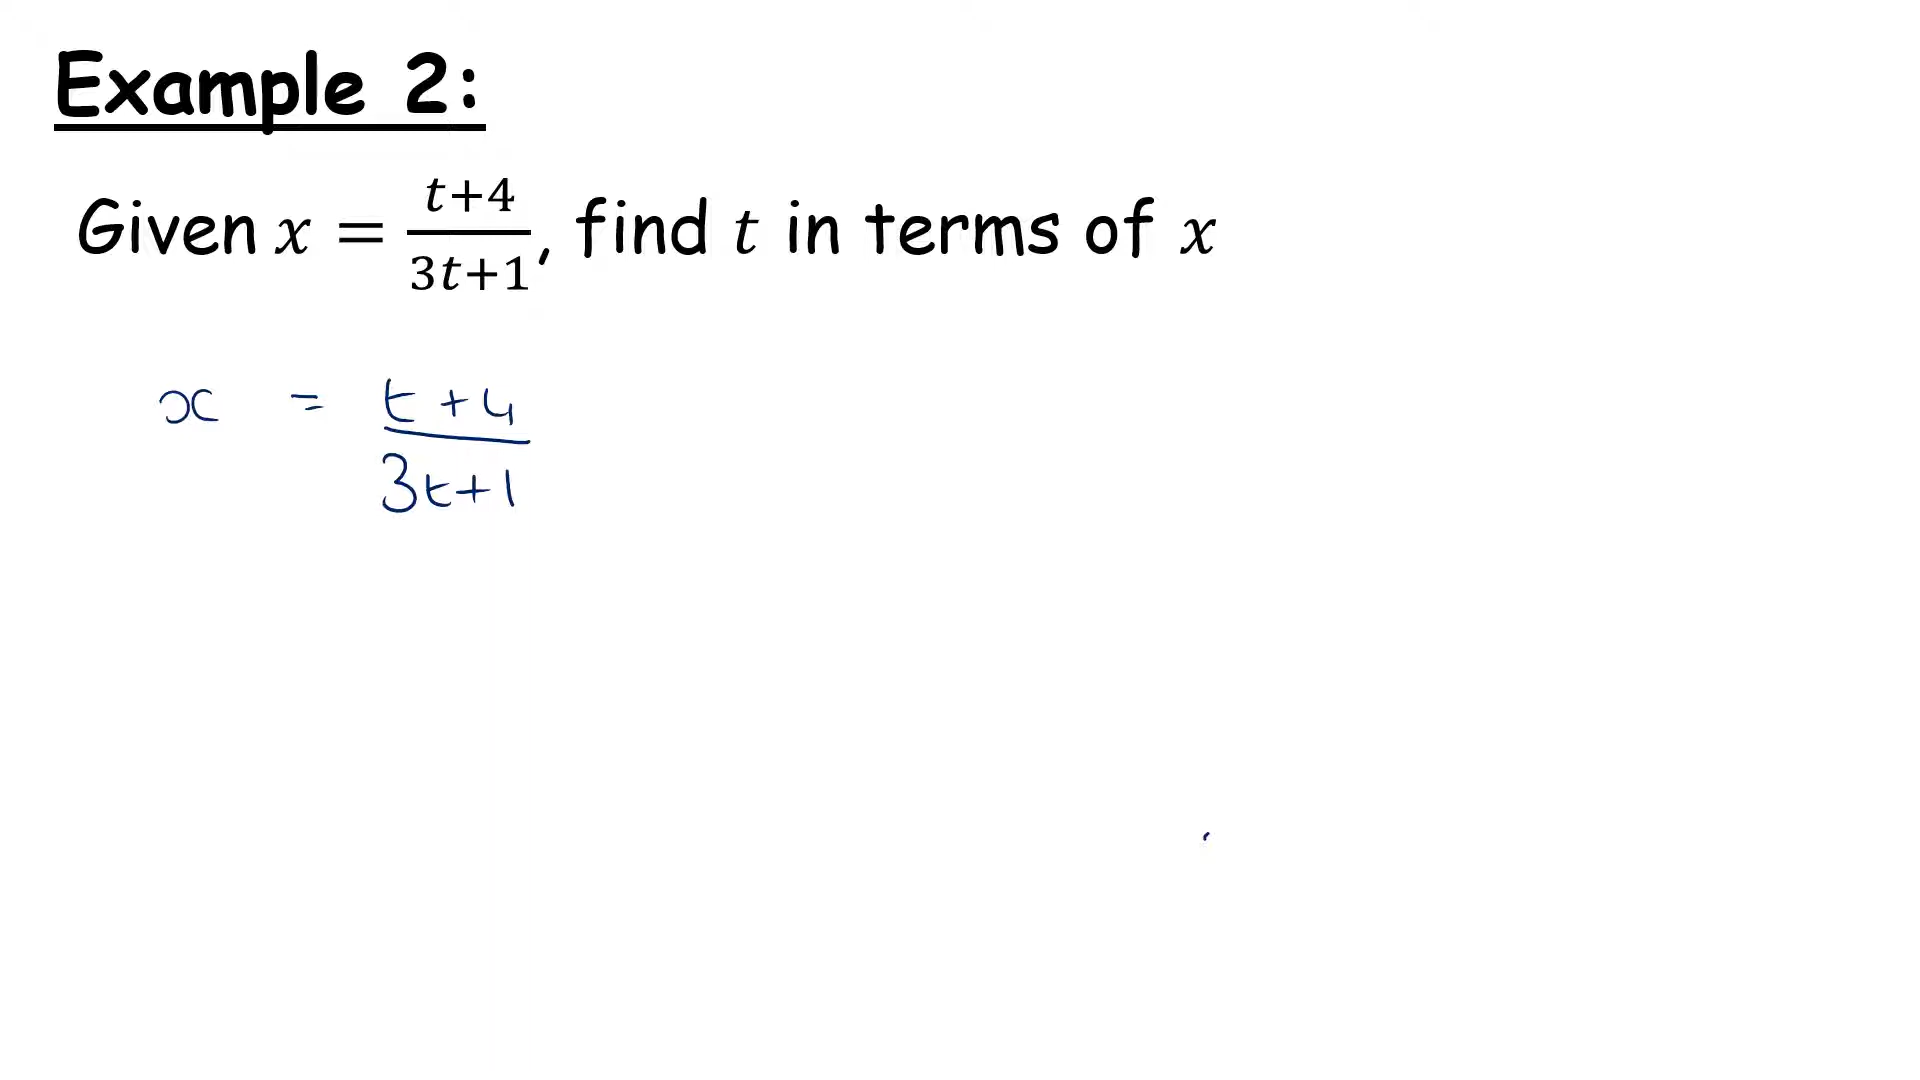 Example 2:
Given x = t+4/3t+1, find t in terms of x
x = t+4
3t+1